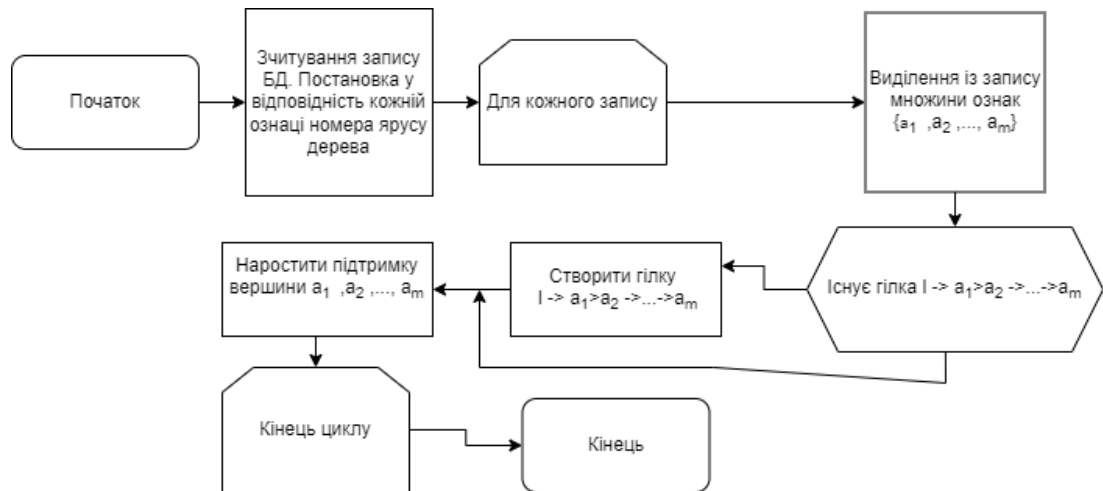 Початок
Зчитування запису
БД. Постановка у
відповідність кожній
ознаці номера ярусу
дерева
Для кожного запису
Виділення із запису
множини ознак
{a₁ ,a₂ ,..., aₘ}
Існує гілка I -> a₁>a₂ ->...->aₘ
Створити гілку
I -> a₁>a₂ ->...->aₘ
Наростити підтримку
вершини a₁ ,a₂ ,..., aₘ
Кінець циклу
Кінець